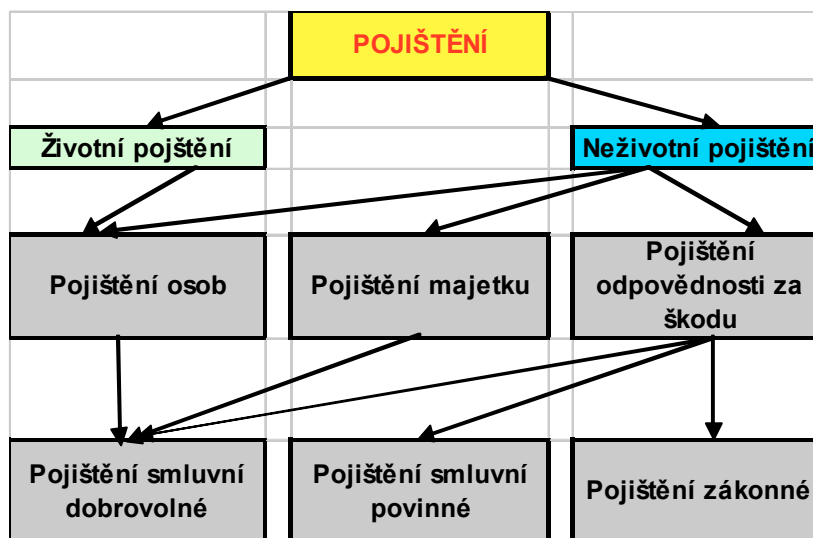 POJIŠTĚNÍ
Životní pojštění
Neživotní pojištění
Pojištění osob
Pojištění majetku
Pojištění
odpovědnosti za
škodu
Pojištění smluvní
dobrovolné
Pojištění smluvní
povinné
Pojištění zákonné